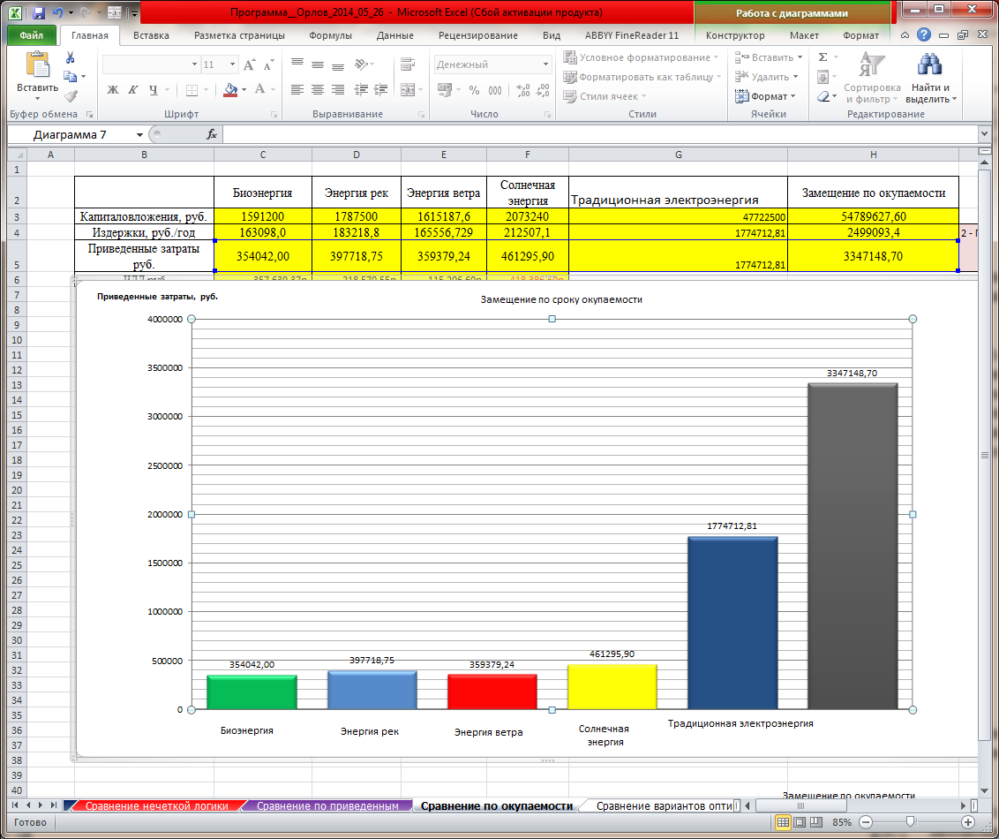 Программа__Орлов_2014_05_26 - Microsoft Excel (Сбой активации продукта)
Работа с диаграммами
Файл Главная Вставка Разметка страницы Формулы Данные Рецензирование Вид ABBYY FineReader 11 Конструктор Макет Формат
Вставить
Буфер обмена
11
Ж К Ч
Шрифт
Выравнивание
Денежный
% 000
Число
Условное форматирование
Форматировать как таблицу
Стили ячеек
Стили
Вставить
Удалить
Формат
Ячейки
Сортировка и фильтр
Найти и выделить
Редактирование
Диаграмма 7
fx
A B C D E F G H
1
2 Биоэнергия Энергия рек Энергия ветра Солнечная энергия Традиционная электроэнергия Замещение по окупаемости
3 Капиталовложения, руб. 1591200 1787500 1615187,6 2073240 47722500 54789627,60
4 Издержки, руб./год 163098,0 183218,8 165556,729 212507,1 1774712,81 2499093,4 2 - П
5 Приведенные затраты руб. 354042,00 397718,75 359379,24 461295,90 1774712,81 3347148,70
6
7
8
9
10
11
12
13
14
15
16
17
18
19
20
21
22
23
24
25
26
27
28
29
30
31
32
33
34
35
36
37
38
39
40
Приведенные затраты, руб.
Замещение по сроку окупаемости
4000000
3500000
3347148,70
3000000
2500000
2000000
1774712,81
1500000
1000000
500000
354042,00
397718,75
359379,24
461295,90
0
Биоэнергия
Энергия рек
Энергия ветра
Солнечная
энергия
Традиционная электроэнергия
Замещение по окупаемости
Сравнение нечеткой логики Сравнение по приведенным Сравнение по окупаемости Сравнение вариантов опти
Готово
85%